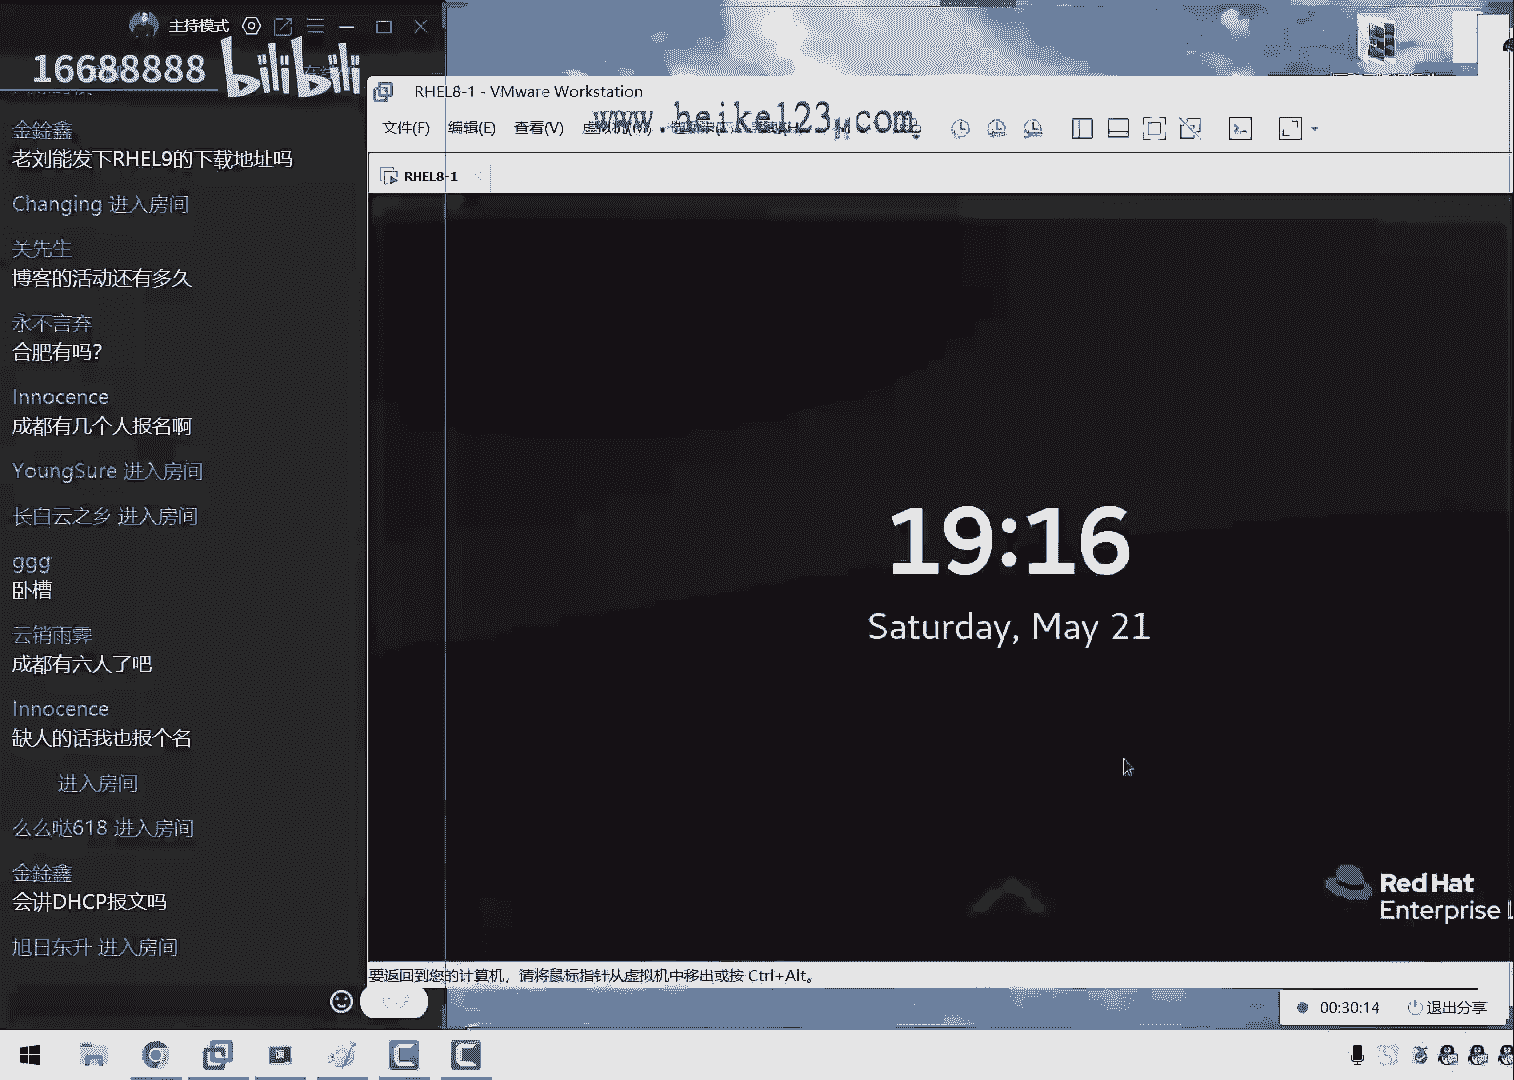 主持模式
16688888 bilibili
金鍂鑫
老刘能发下RHEL9的下载地址吗
Changing 进入房间
关先生
博客的活动还有多久
永不言弃
合肥有吗?
Innocence
成都有几个人报名啊
YoungSure 进入房间
长白云之乡 进入房间
ggg
卧槽
云销雨霁
成都有六人了吧
Innocence
缺人的话我也报个名
进入房间
么么哒618 进入房间
会讲DHCP报文吗
旭日东升 进入房间
RHEL8-1 - VMware Workstation
www.heike123.com
文件(F) 编辑(E) 查看(V)
RHEL8-1
19:16
Saturday, May 21
Red Hat
Enterprise
要返回到您的计算机，请将鼠标指针从虚拟机中移出或按 Ctrl+Alt。
00:30:14 退出分享